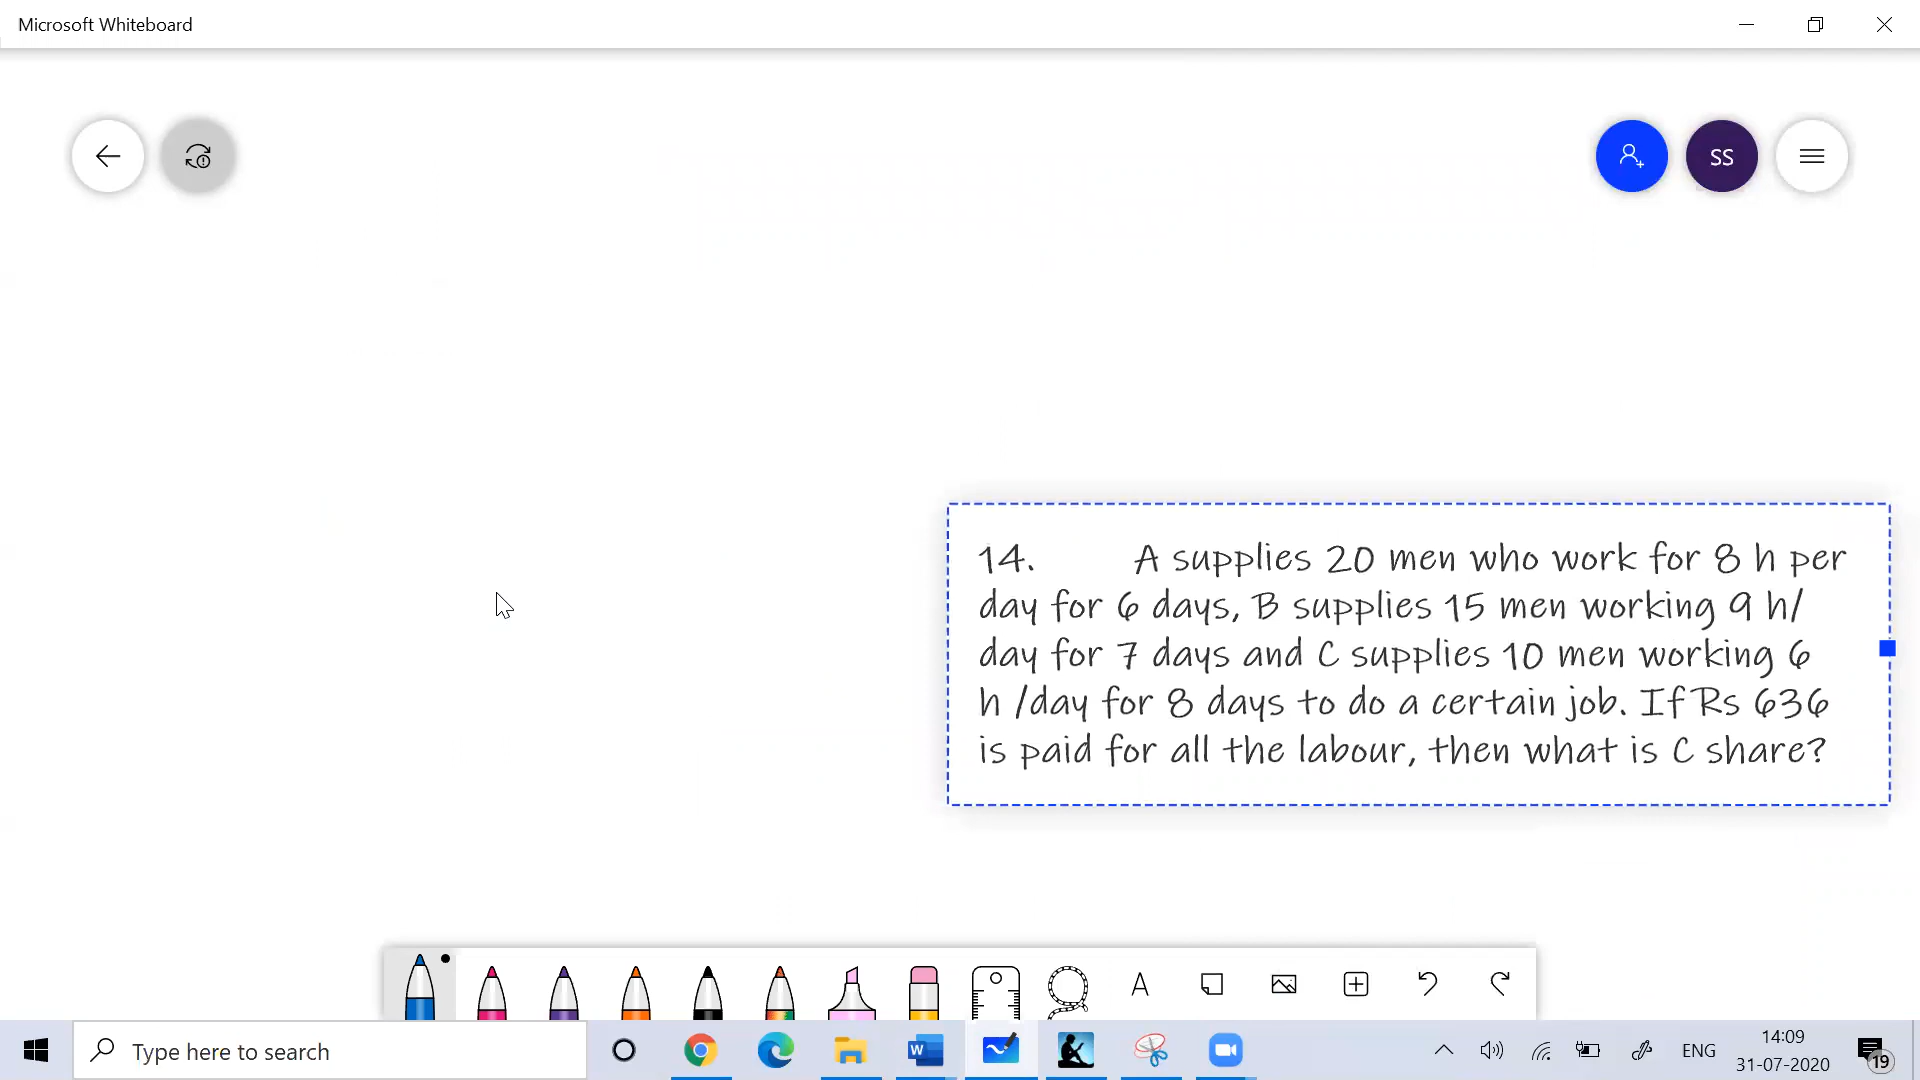 Microsoft Whiteboard
SS
14. A supplies 20 men who work for 8 h per
day for 6 days, B supplies 15 men working 9 h/
day for 7 days and C supplies 10 men working 6
h /day for 8 days to do a certain job. If Rs 636
is paid for all the labour, then what is C share?
A
Type here to search
W
ENG
14:09
31-07-2020
19